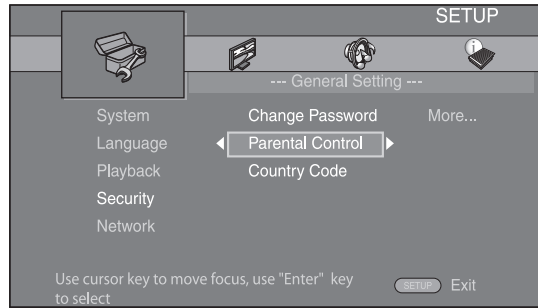 SETUP
--- General Setting ---
System Change Password More...
Language Parental Control
Playback Country Code
Security
Network
Use cursor key to move focus, use "Enter" key
to select
SETUP Exit